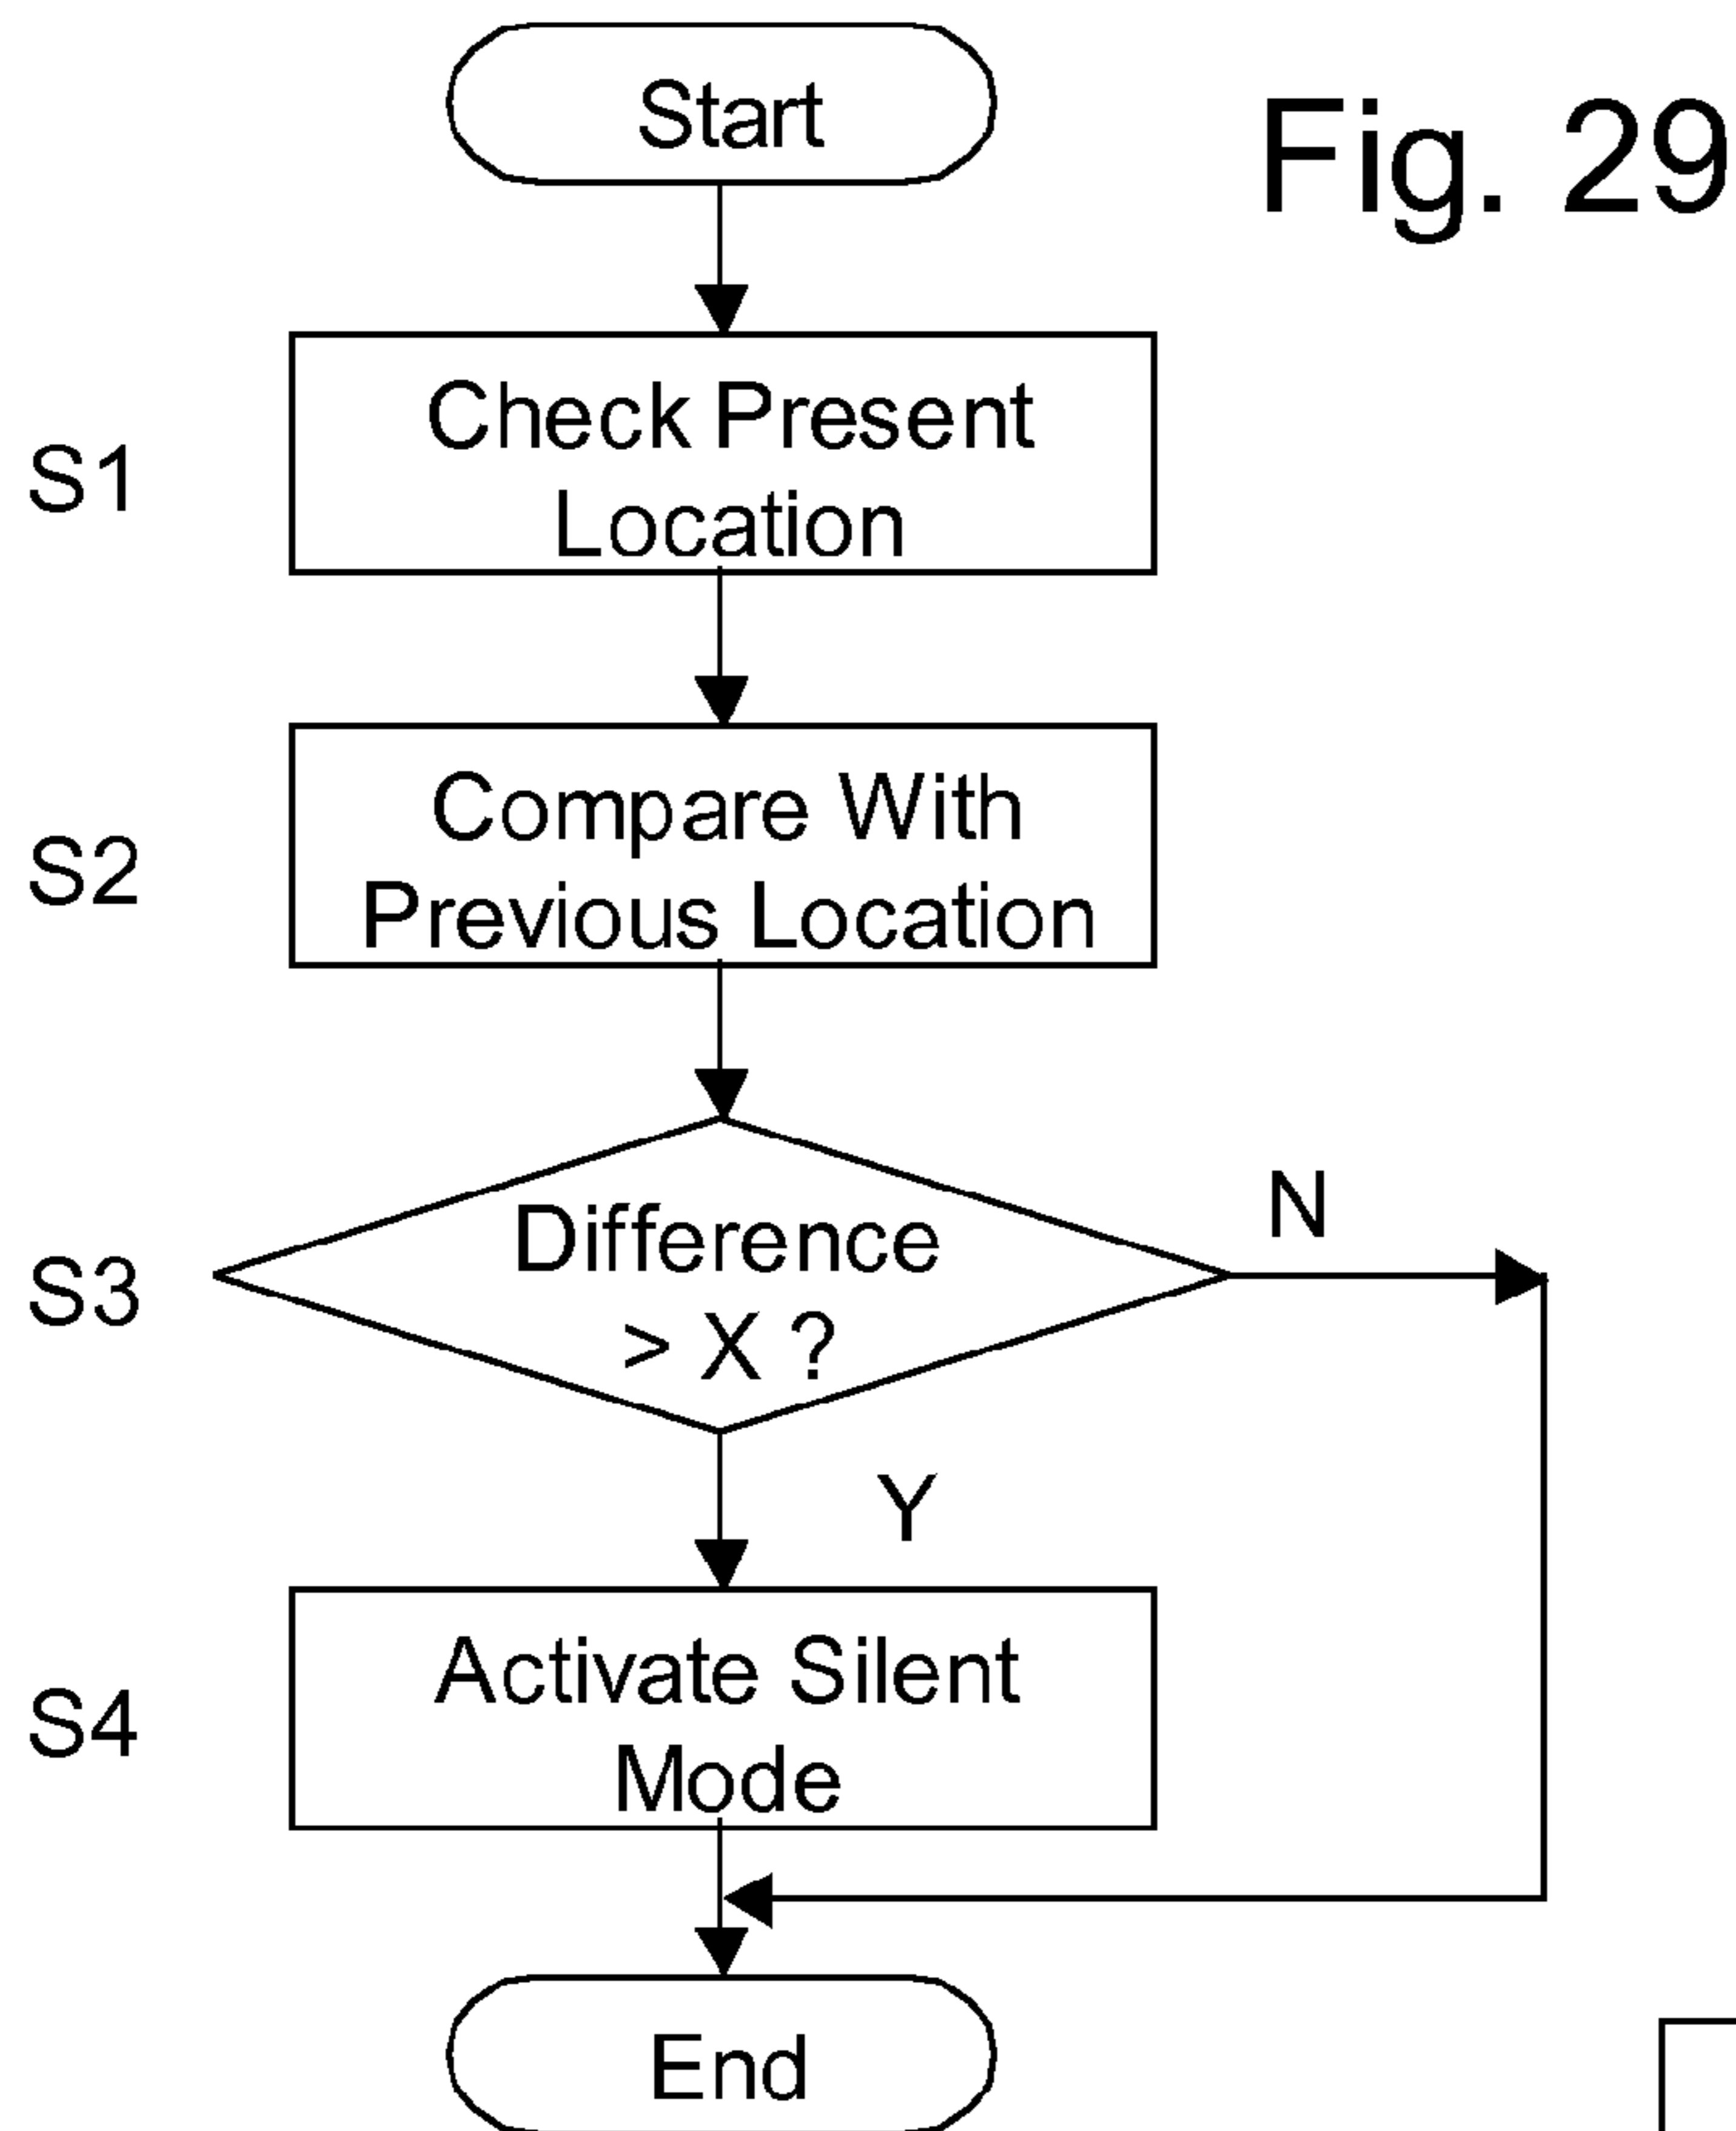 Start
Fig. 29
S1
Check Present
Location
S2
Compare With
Previous Location
S3
Difference
> X ?
N
Y
S4
Activate Silent
Mode
End